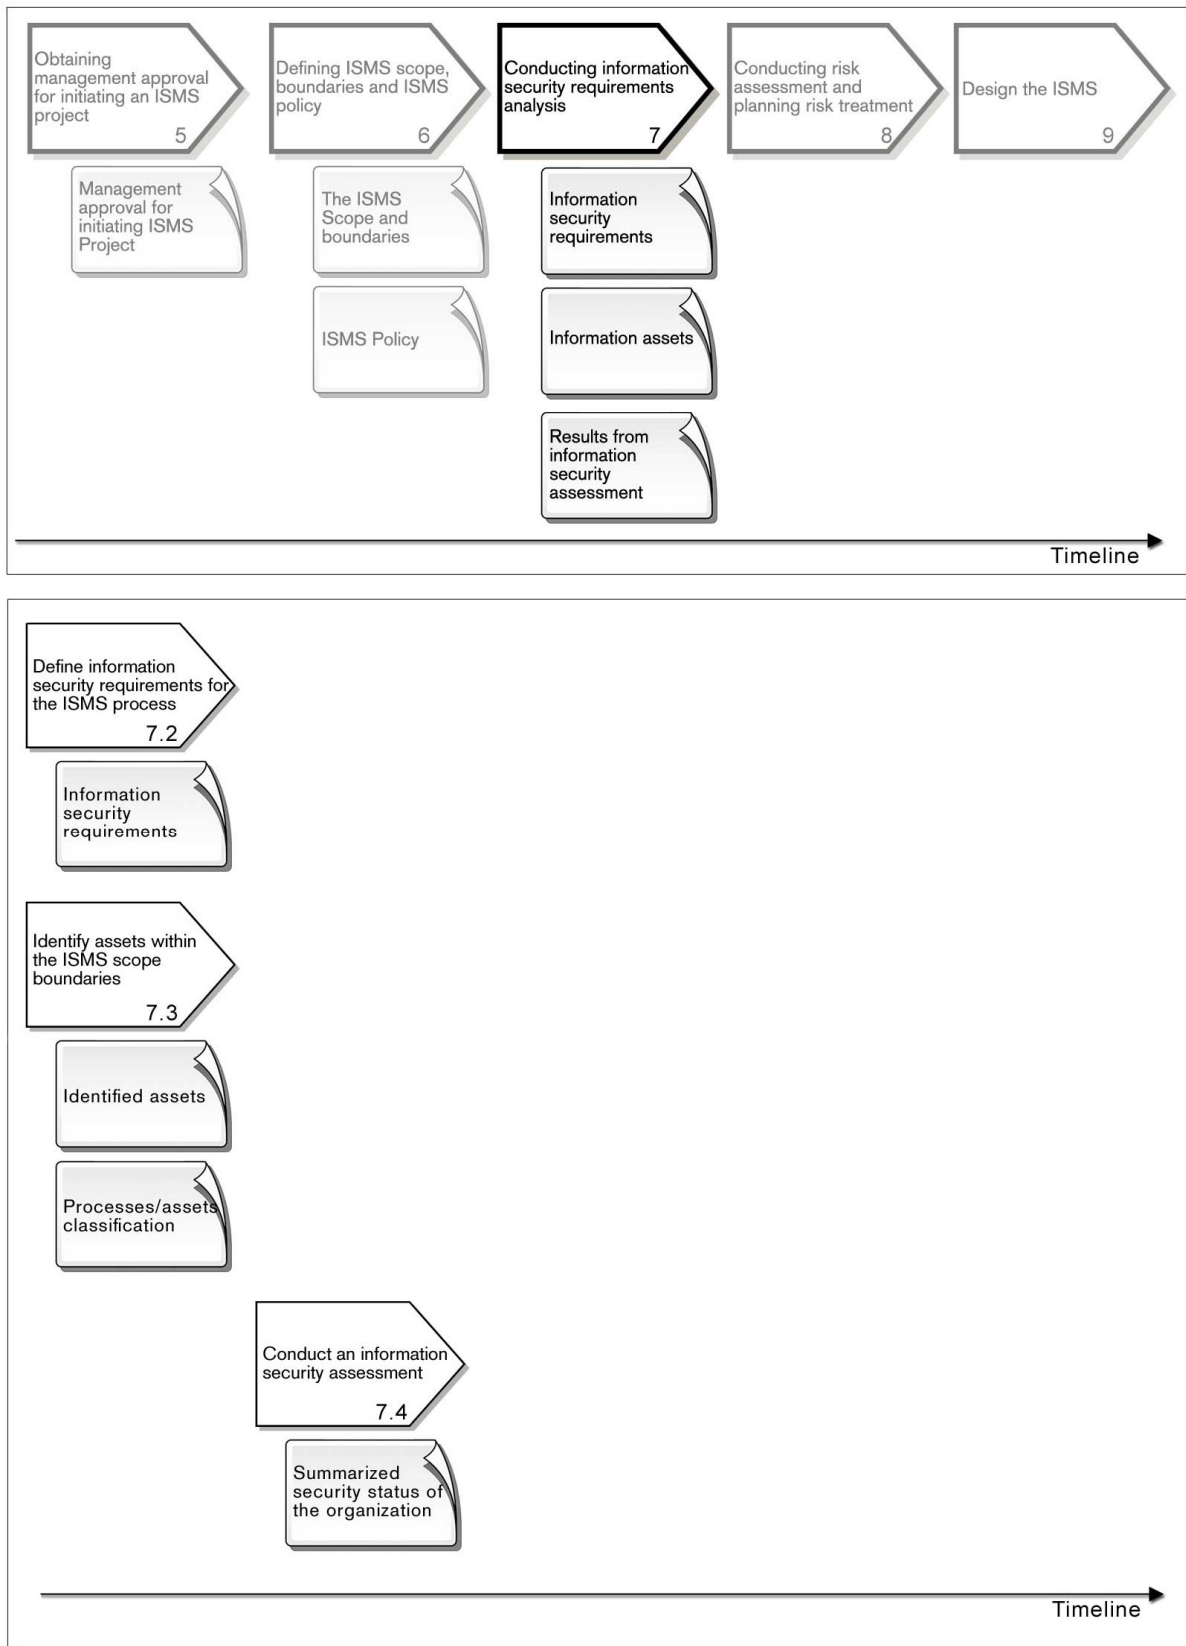 Obtaining
management approval
for initiating an ISMS
project
5
Defining ISMS scope,
boundaries and ISMS
policy
6
Conducting information
security requirements
analysis
7
Conducting risk
assessment and
planning risk treatment
8
Design the ISMS
9
Management
approval for
initiating ISMS
Project
The ISMS
Scope and
boundaries
ISMS Policy
Information
security
requirements
Information assets
Results from
information
security
assessment
Timeline
Define information
security requirements for
the ISMS process
7.2
Information
security
requirements
Identify assets within
the ISMS scope
boundaries
7.3
Identified assets
Processes/assets
classification
Conduct an information
security assessment
7.4
Summarized
security status of
the organization
Timeline